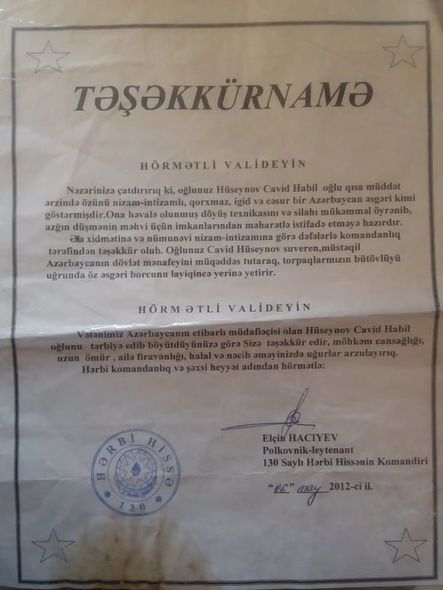 TƏŞƏKKÜRNAMƏ
HÖRMƏTLİ VALİDEYİN
Nəzərinizə çatdırırıq ki, oğlunuz Hüseynov Cavid Habil oğlu qısa müddət
ərzində özünü nizam-intizamlı, qorxmaz, igid və cəsur bir Azərbaycan əsgəri kimi
göstərmişdir.Ona həvalə olunmuş döyüş texnikasını və silahı mükəmməl öyrənib,
azğın düşmənin məhvi üçün imkanlarından məharətlə istifadə etməyə hazırdır.
Əla xidmətinə və nümunəvi nizam-intizamına görə dəfələrlə komandanlıq
tərəfindən təşəkkür olub. Oğlunuz Cavid Hüseynov suveren,müstəqil
Azərbaycanın dövlət mənafeyini müqəddəs tutaraq, torpaqlarımızın bütövlüyü
uğrunda öz əsgəri borcunu layiqincə yerinə yetirir.
HÖRMƏTLİ VALİDEYİN
Vətənimiz Azərbaycanın etibarlı müdafiəçisi olan Hüseynov Cavid Habil
oğlunu tərbiyə edib böyütdüyünüzə görə Sizə təşəkkür edir, möhkəm cansağlığı,
uzun ömür , ailə firavanlığı, halal və nəcib əməyinizdə uğurlar arzulayırıq.
Hərbi komandanlıq və şəxsi heyyət adından hörmətlə:
Elçin HACIYEV
Polkovnik-leytenant
130 Saylı Hərbi Hissənin Komandiri
"06" may 2012-ci il.
HƏRBİ HİSSƏ
130